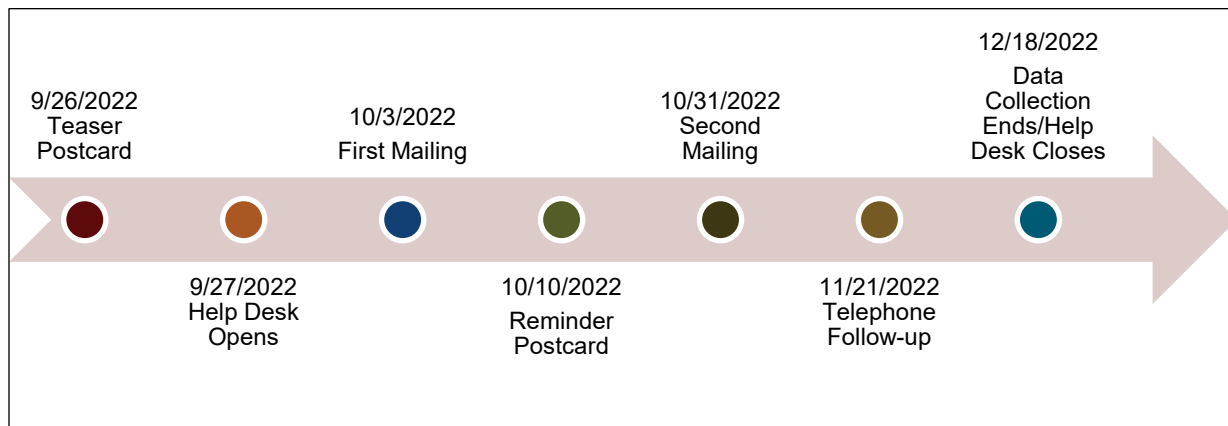 9/26/2022
Teaser
Postcard
9/27/2022
Help Desk
Opens
10/3/2022
First Mailing
10/10/2022
Reminder
Postcard
10/31/2022
Second
Mailing
11/21/2022
Telephone
Follow-up
12/18/2022
Data
Collection
Ends/Help
Desk Closes